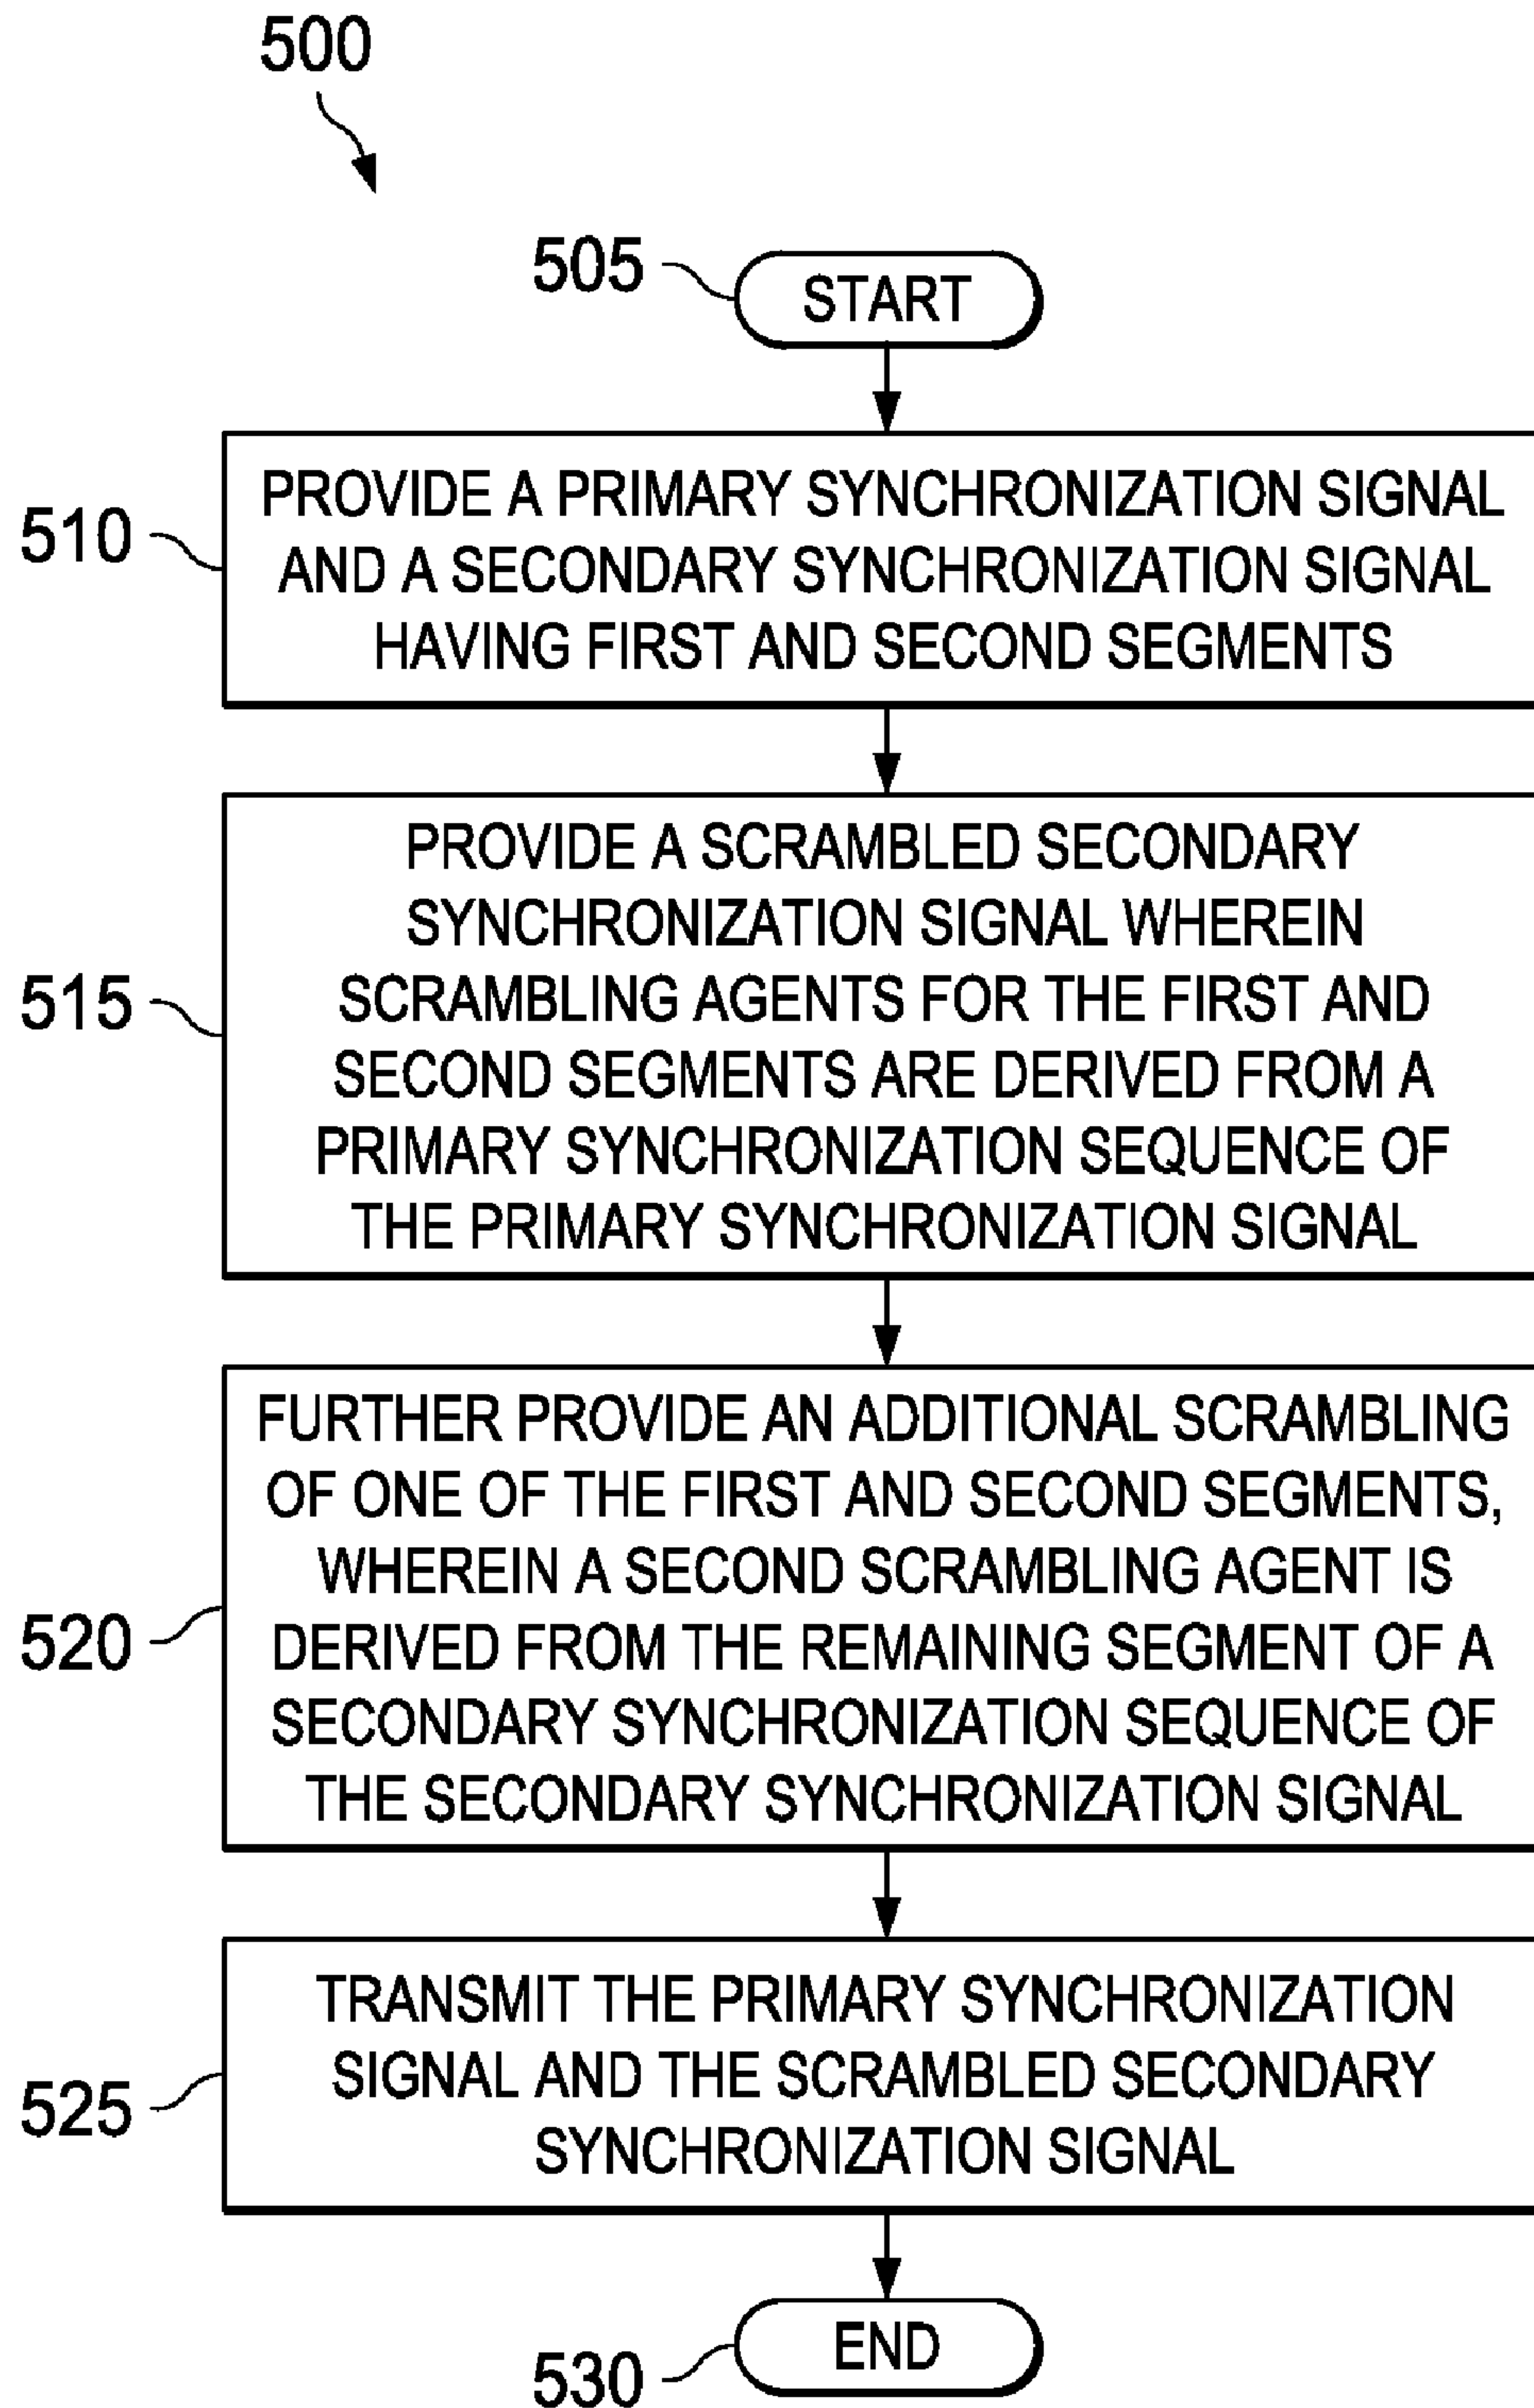 500
505
START
510
PROVIDE A PRIMARY SYNCHRONIZATION SIGNAL
AND A SECONDARY SYNCHRONIZATION SIGNAL
HAVING FIRST AND SECOND SEGMENTS
515
PROVIDE A SCRAMBLED SECONDARY
SYNCHRONIZATION SIGNAL WHEREIN
SCRAMBLING AGENTS FOR THE FIRST AND
SECOND SEGMENTS ARE DERIVED FROM A
PRIMARY SYNCHRONIZATION SEQUENCE OF
THE PRIMARY SYNCHRONIZATION SIGNAL
520
FURTHER PROVIDE AN ADDITIONAL SCRAMBLING
OF ONE OF THE FIRST AND SECOND SEGMENTS,
WHEREIN A SECOND SCRAMBLING AGENT IS
DERIVED FROM THE REMAINING SEGMENT OF A
SECONDARY SYNCHRONIZATION SEQUENCE OF
THE SECONDARY SYNCHRONIZATION SIGNAL
525
TRANSMIT THE PRIMARY SYNCHRONIZATION
SIGNAL AND THE SCRAMBLED SECONDARY
SYNCHRONIZATION SIGNAL
530
END